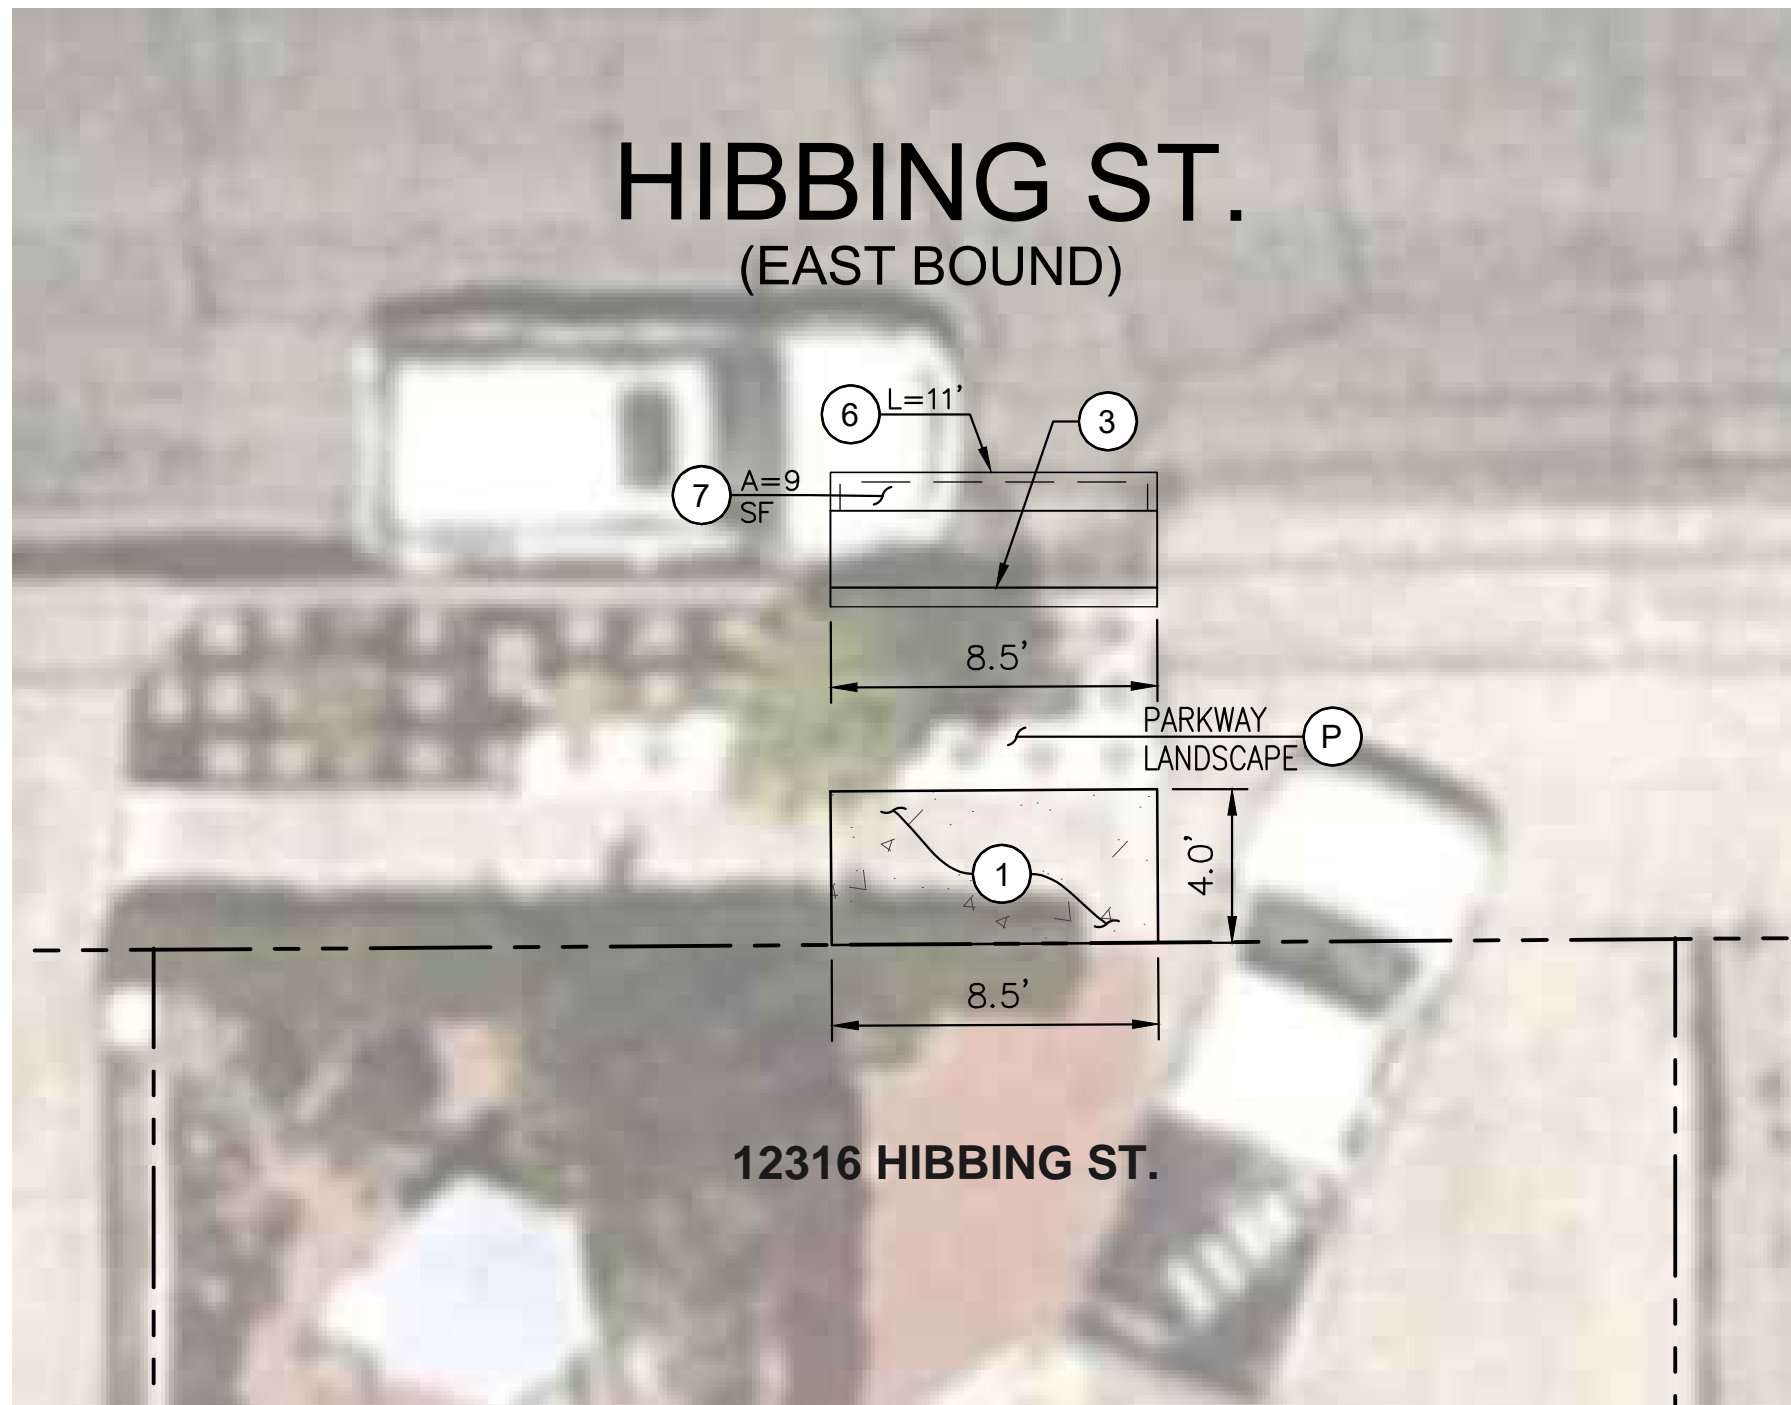 HIBBING ST.
(EAST BOUND)
6 L=11'
3
7 A=9
SF
8.5'
PARKWAY
LANDSCAPE P
1
4.0'
8.5'
12316 HIBBING ST.